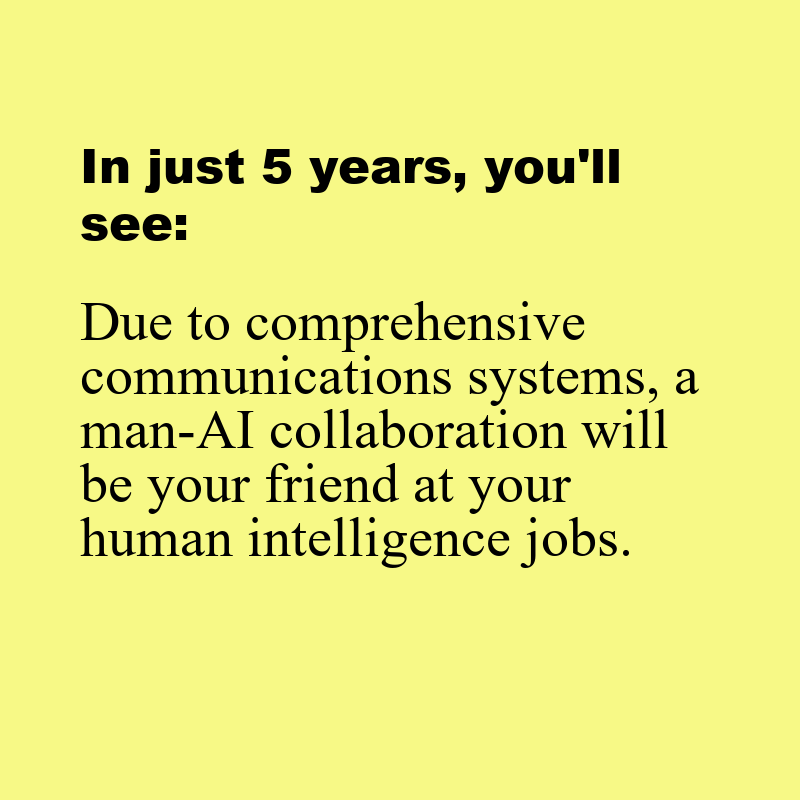 In just 5 years, you'll
see:
Due to comprehensive
communications systems, a
man-AI collaboration will
be your friend at your
human intelligence jobs.